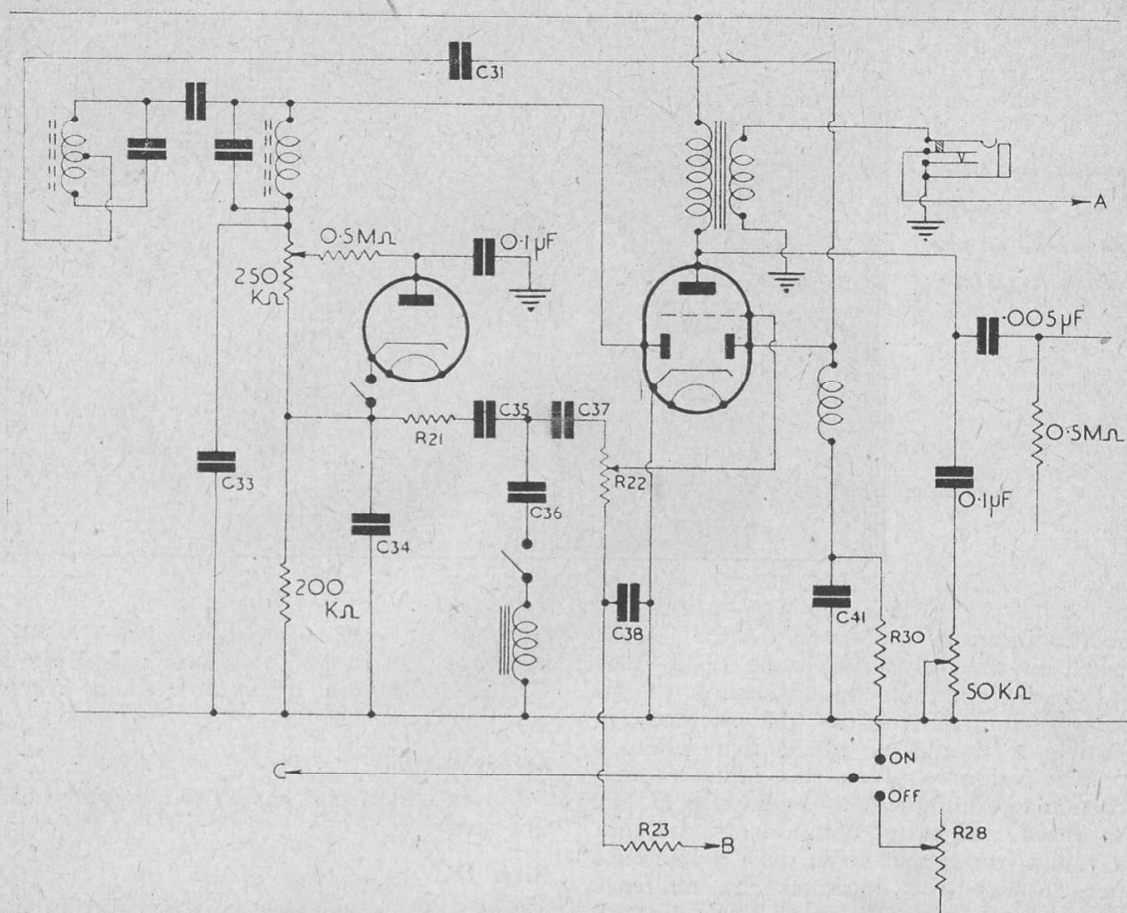 C31
A
0·5MΩ
0·1µF
250
KΩ
·005µF
R21
C35
C37
R22
0·5MΩ
C33
C36
0·1µF
C34
200
KΩ
C38
C41
R30
50KΩ
ON
C
OFF
R23
B
R28